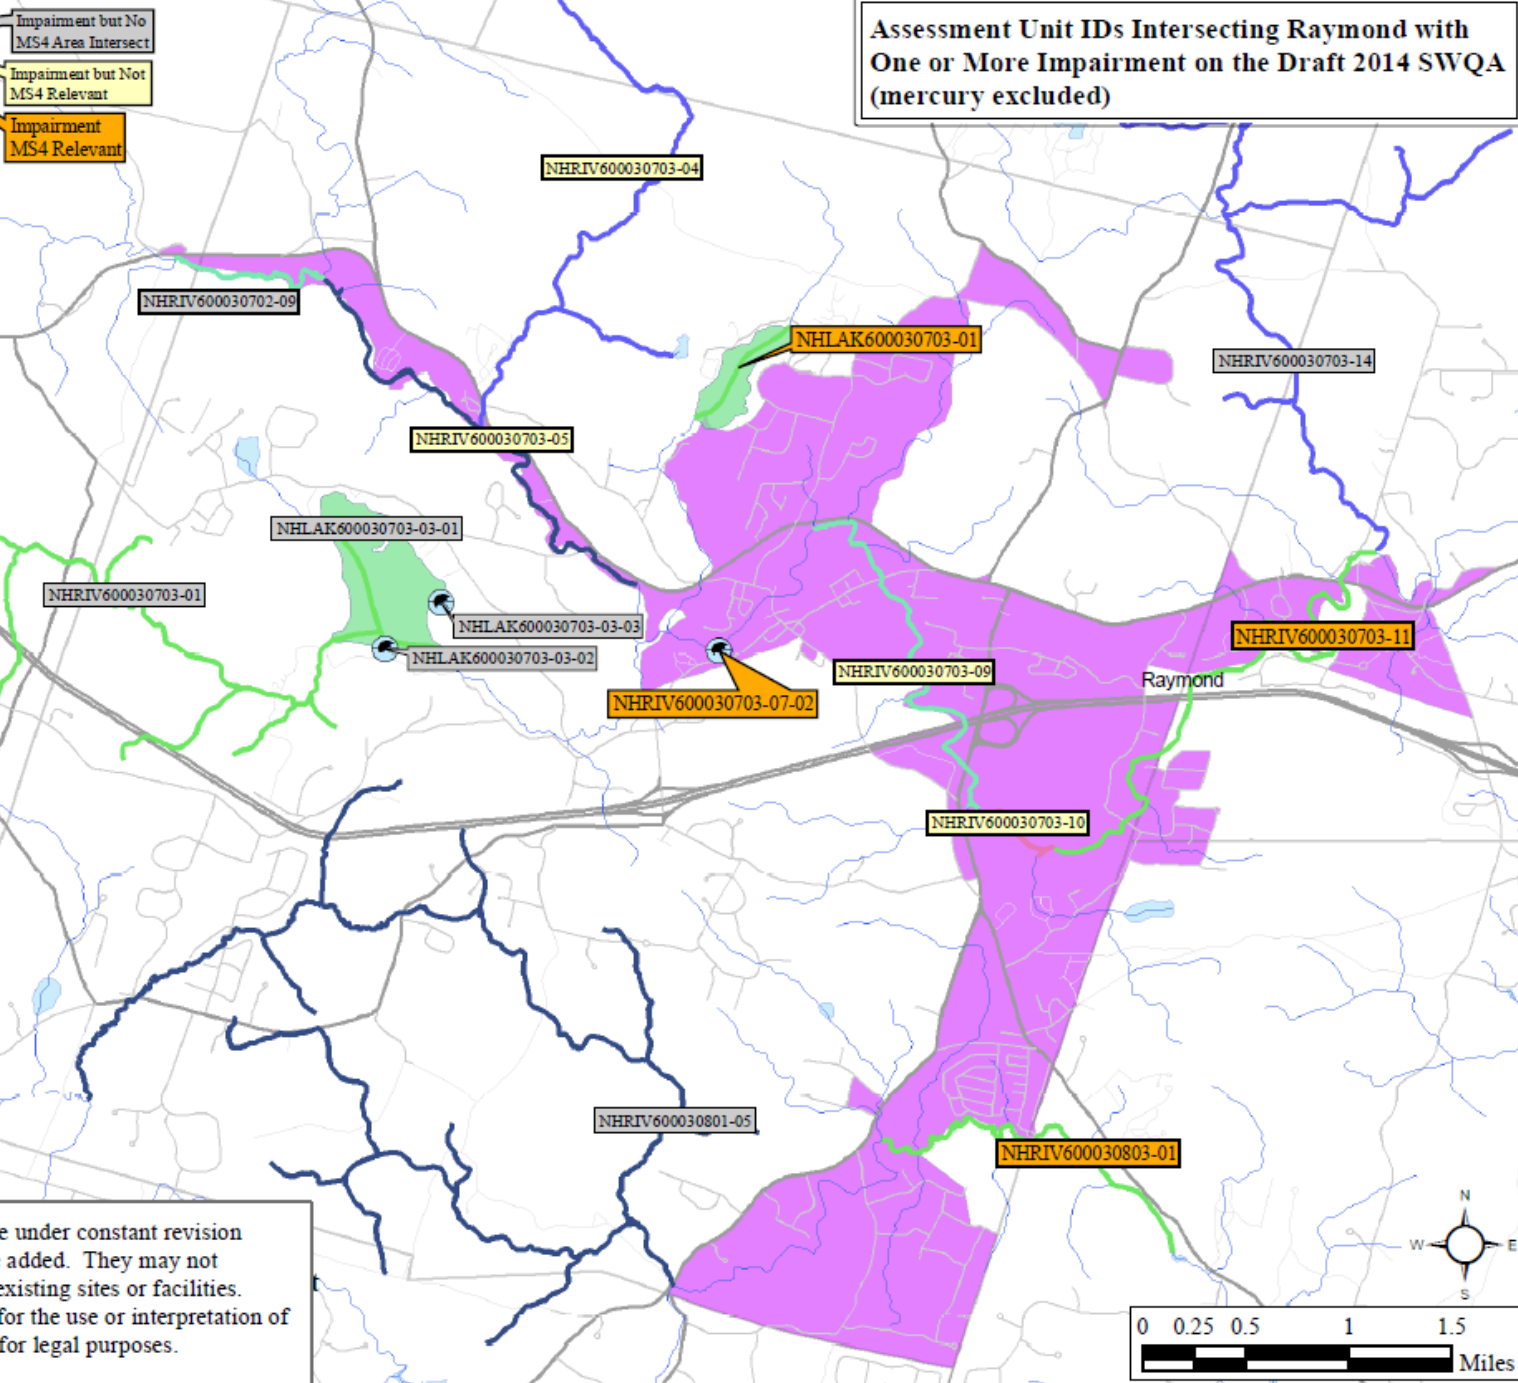 Impairment but No
MS4 Area Intersect
Impairment but Not
MS4 Relevant
Impairment
MS4 Relevant
Assessment Unit IDs Intersecting Raymond with
One or More Impairment on the Draft 2014 SWQA
(mercury excluded)
NHRIV600030703-04
NHRIV600030702-09
NHLAK600030703-01
NHRIV600030703-14
NHRIV600030703-05
NHLAK600030703-03-01
NHRIV600030703-01
NHLAK600030703-03-03
NHLAK600030703-03-02
NHRIV600030703-11
NHRIV600030703-09
Raymond
NHRIV600030703-07-02
NHRIV600030703-10
NHRIV600030801-05
NHRIV600030803-01
e under constant revision
e added. They may not
existing sites or facilities.
for the use or interpretation of
for legal purposes.
t
N
W E
S
0 0.25 0.5 1 1.5
Miles